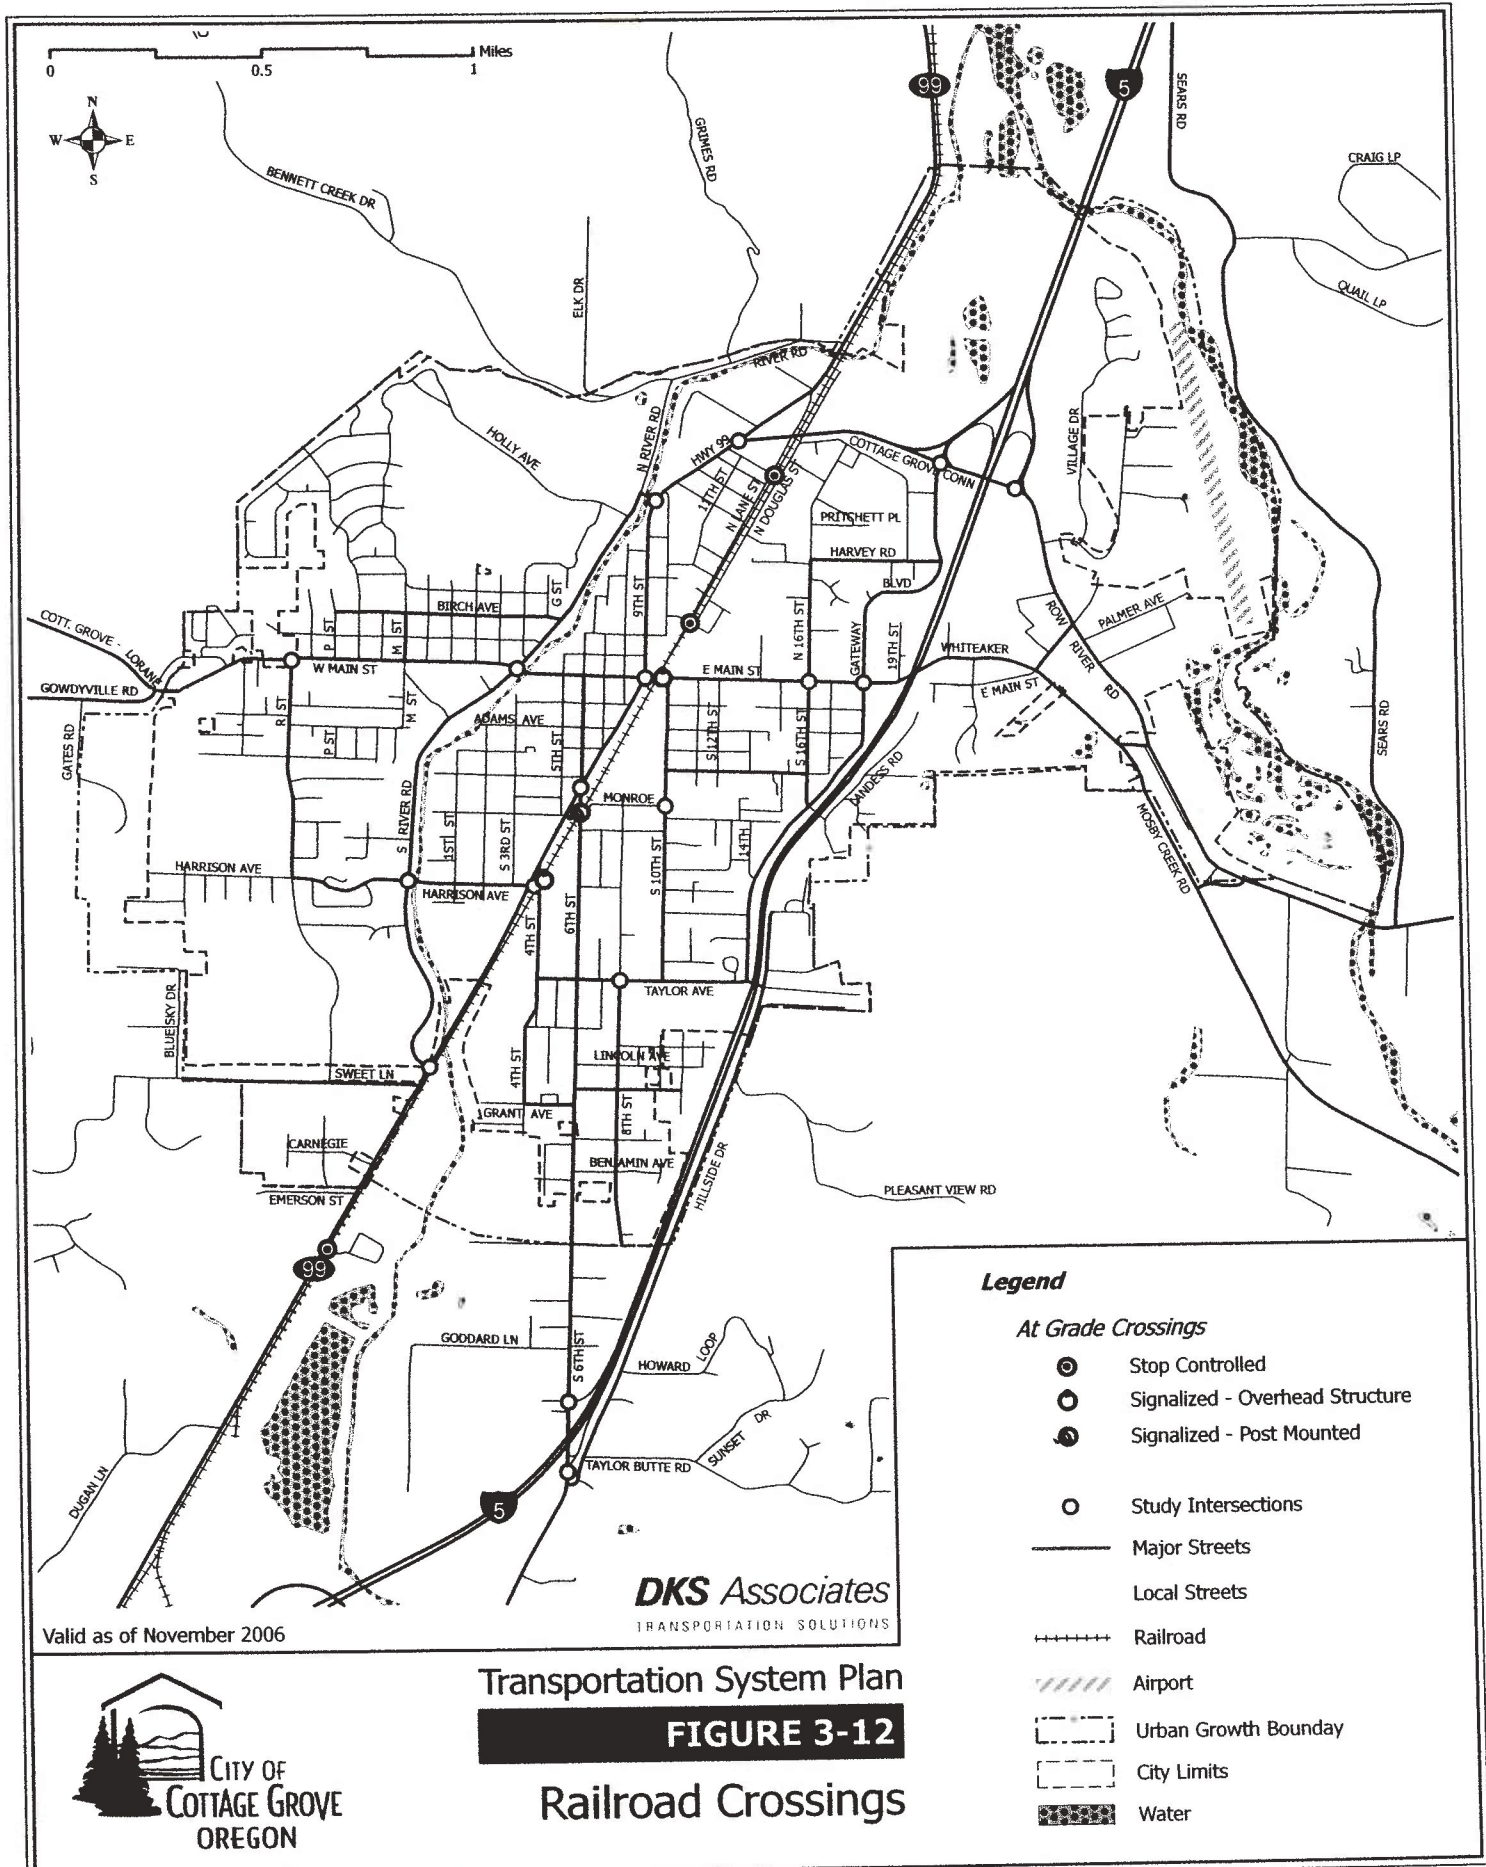 Miles
0
0.5
1
N
W
E
S
99
5
SEARS RD
CRAIG LP
QUAIL LP
GRIMES RD
BENNETT CREEK DR
ELK DR
RIVER RD
N RIVER RD
HOLLY AVE
HWY 99
11TH ST
N LANE ST
N DOUGLAS ST
COTTAGE GROVE CONN
VILLAGE DR
PRITCHETT PL
HARVEY RD
BLVD
GATEWAY
BIRCH AVE
G ST
9TH ST
N 16TH ST
19TH ST
ROW
RIVER
RD
PALMER AVE
WHITEAKER
COTT. GROVE - LORANE
GOWDYVILLE RD
P ST
M ST
W MAIN ST
E MAIN ST
E MAIN ST
R ST
P ST
M ST
ADAMS AVE
5TH ST
S 12TH ST
S 16TH ST
GATES RD
SEARS RD
LANDESS RD
MONROE
S RIVER RD
1ST ST
S 3RD ST
14TH
MOSBY CREEK RD
HARRISON AVE
HARRISON AVE
S 10TH ST
4TH ST
6TH ST
TAYLOR AVE
BLUE SKY DR
LINCOLN AVE
SWEET LN
4TH ST
GRANT AVE
8TH ST
CARNEGIE
BENJAMIN AVE
HILLSIDE DR
PLEASANT VIEW RD
EMERSON ST
99
GODDARD LN
S 6TH ST
HOWARD
LOOP
SUNSET
DR
TAYLOR BUTTE RD
DUGAN LN
5
Legend
At Grade Crossings
Stop Controlled
Signalized - Overhead Structure
Signalized - Post Mounted
Study Intersections
Major Streets
Local Streets
Railroad
Airport
Urban Growth Bounday
City Limits
Water
DKS Associates
TRANSPORTATION SOLUTIONS
Valid as of November 2006
CITY OF
COTTAGE GROVE
OREGON
Transportation System Plan
FIGURE 3-12
Railroad Crossings